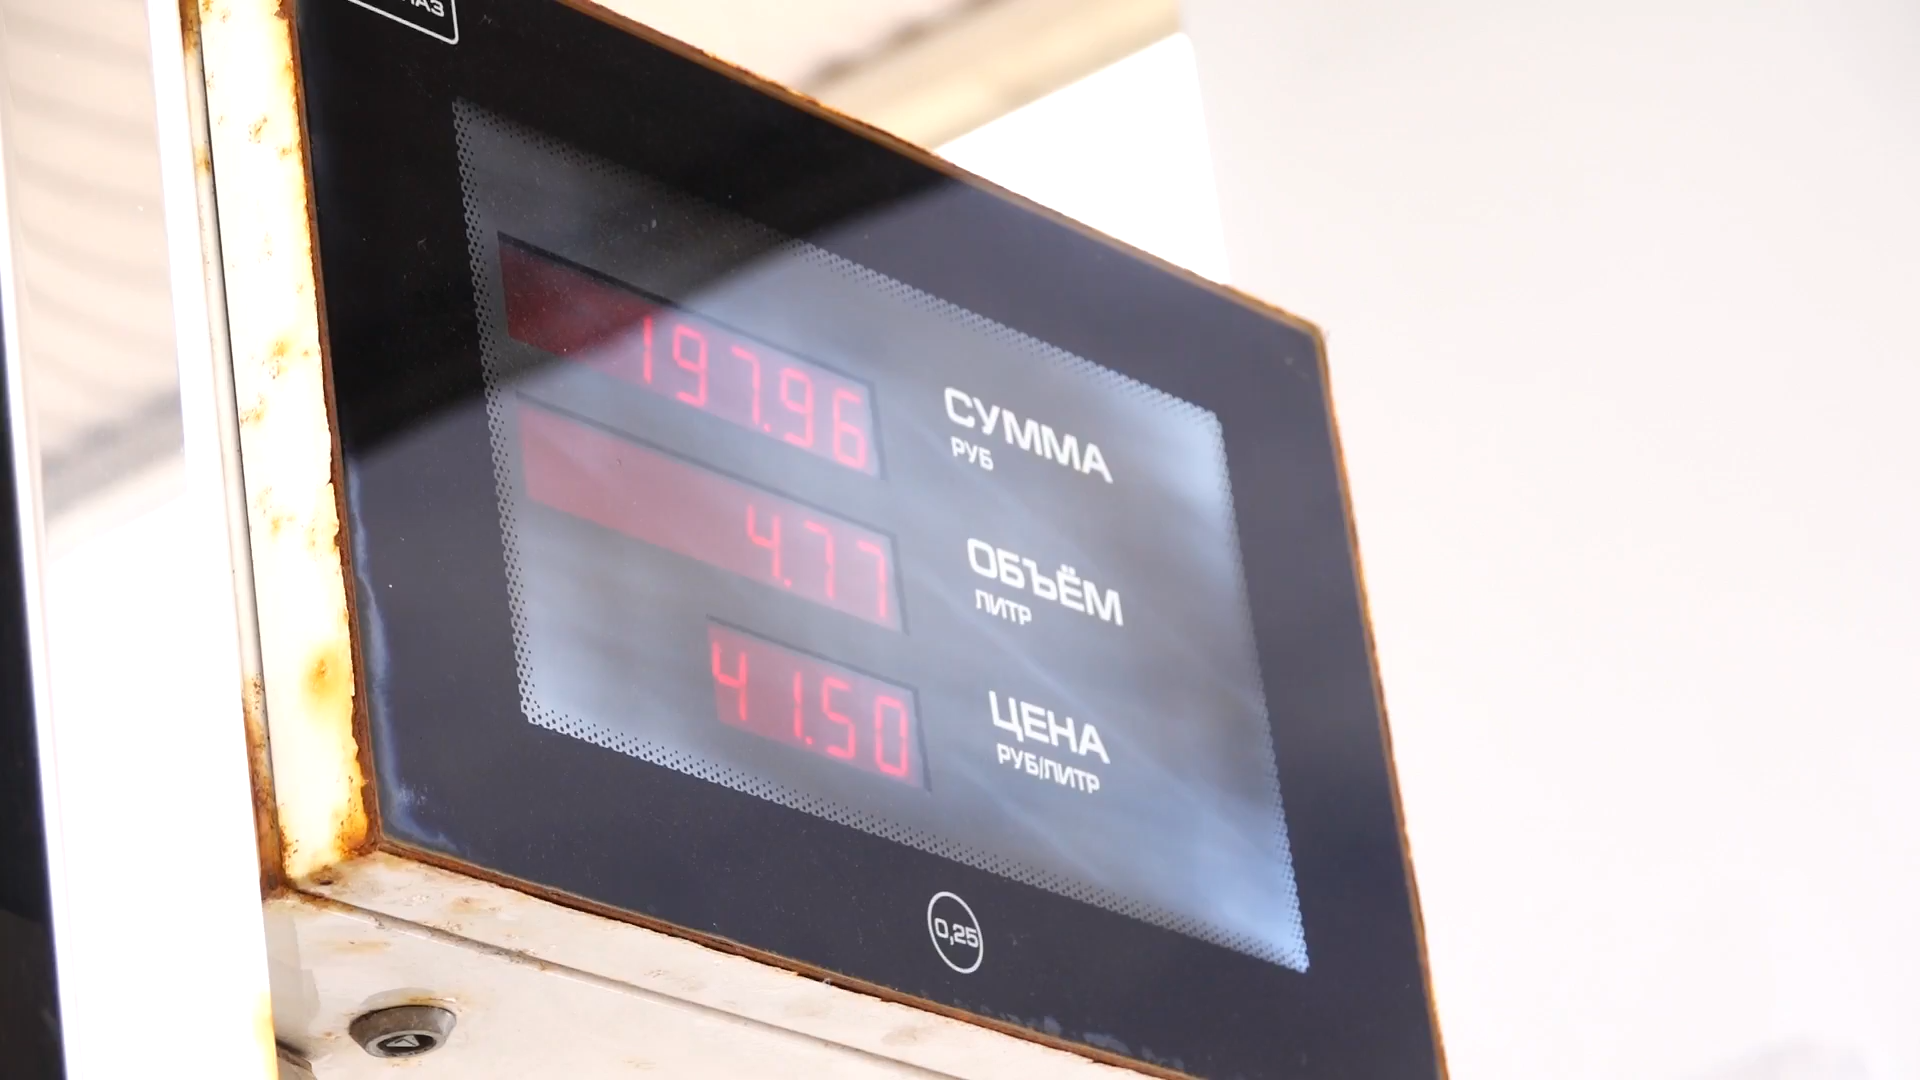 197.96
СУММА
РУБ
4.77
ОБЪЁМ
ЛИТР
41.50
ЦЕНА
РУБ/ЛИТР
0,25